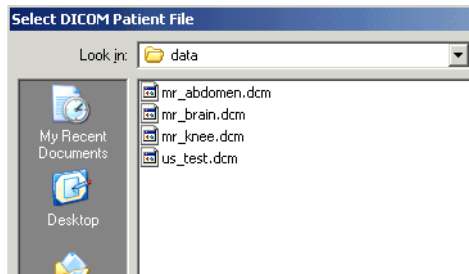 Select DICOM Patient File
Look in: data
mr_abdomen.dcm
mr_brain.dcm
mr_knee.dcm
us_test.dcm
My Recent
Documents
Desktop